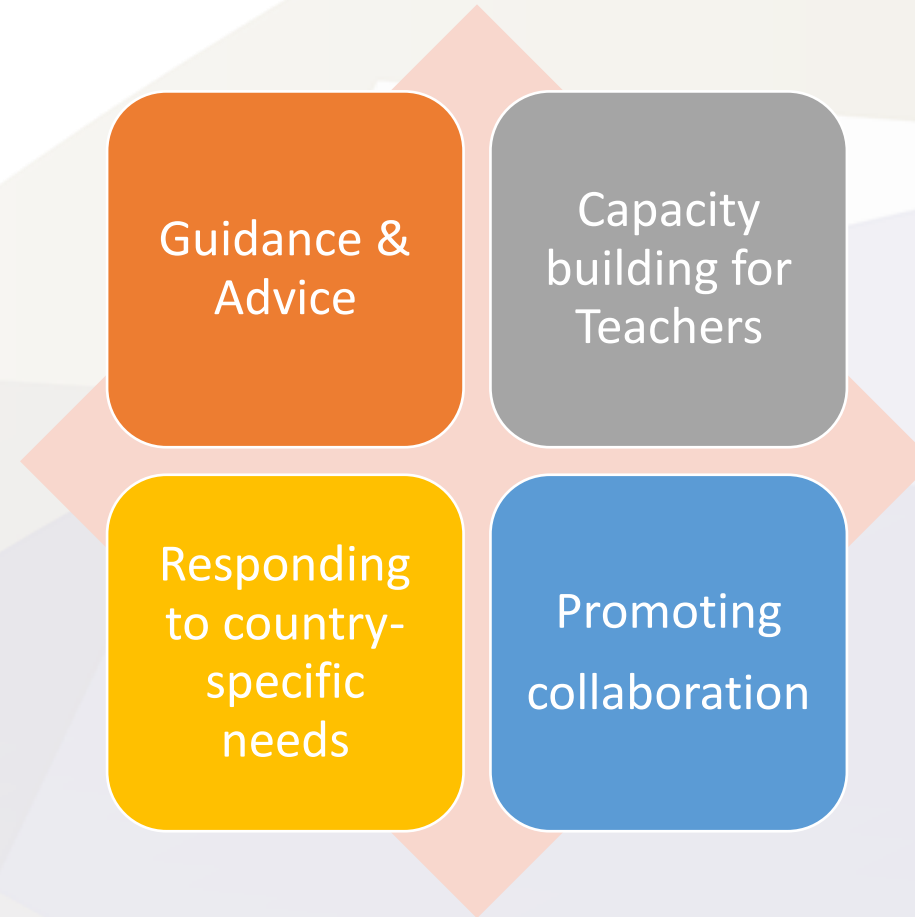 Guidance &
Advice
Capacity
building for
Teachers
Responding
to country-
specific
needs
Promoting
collaboration